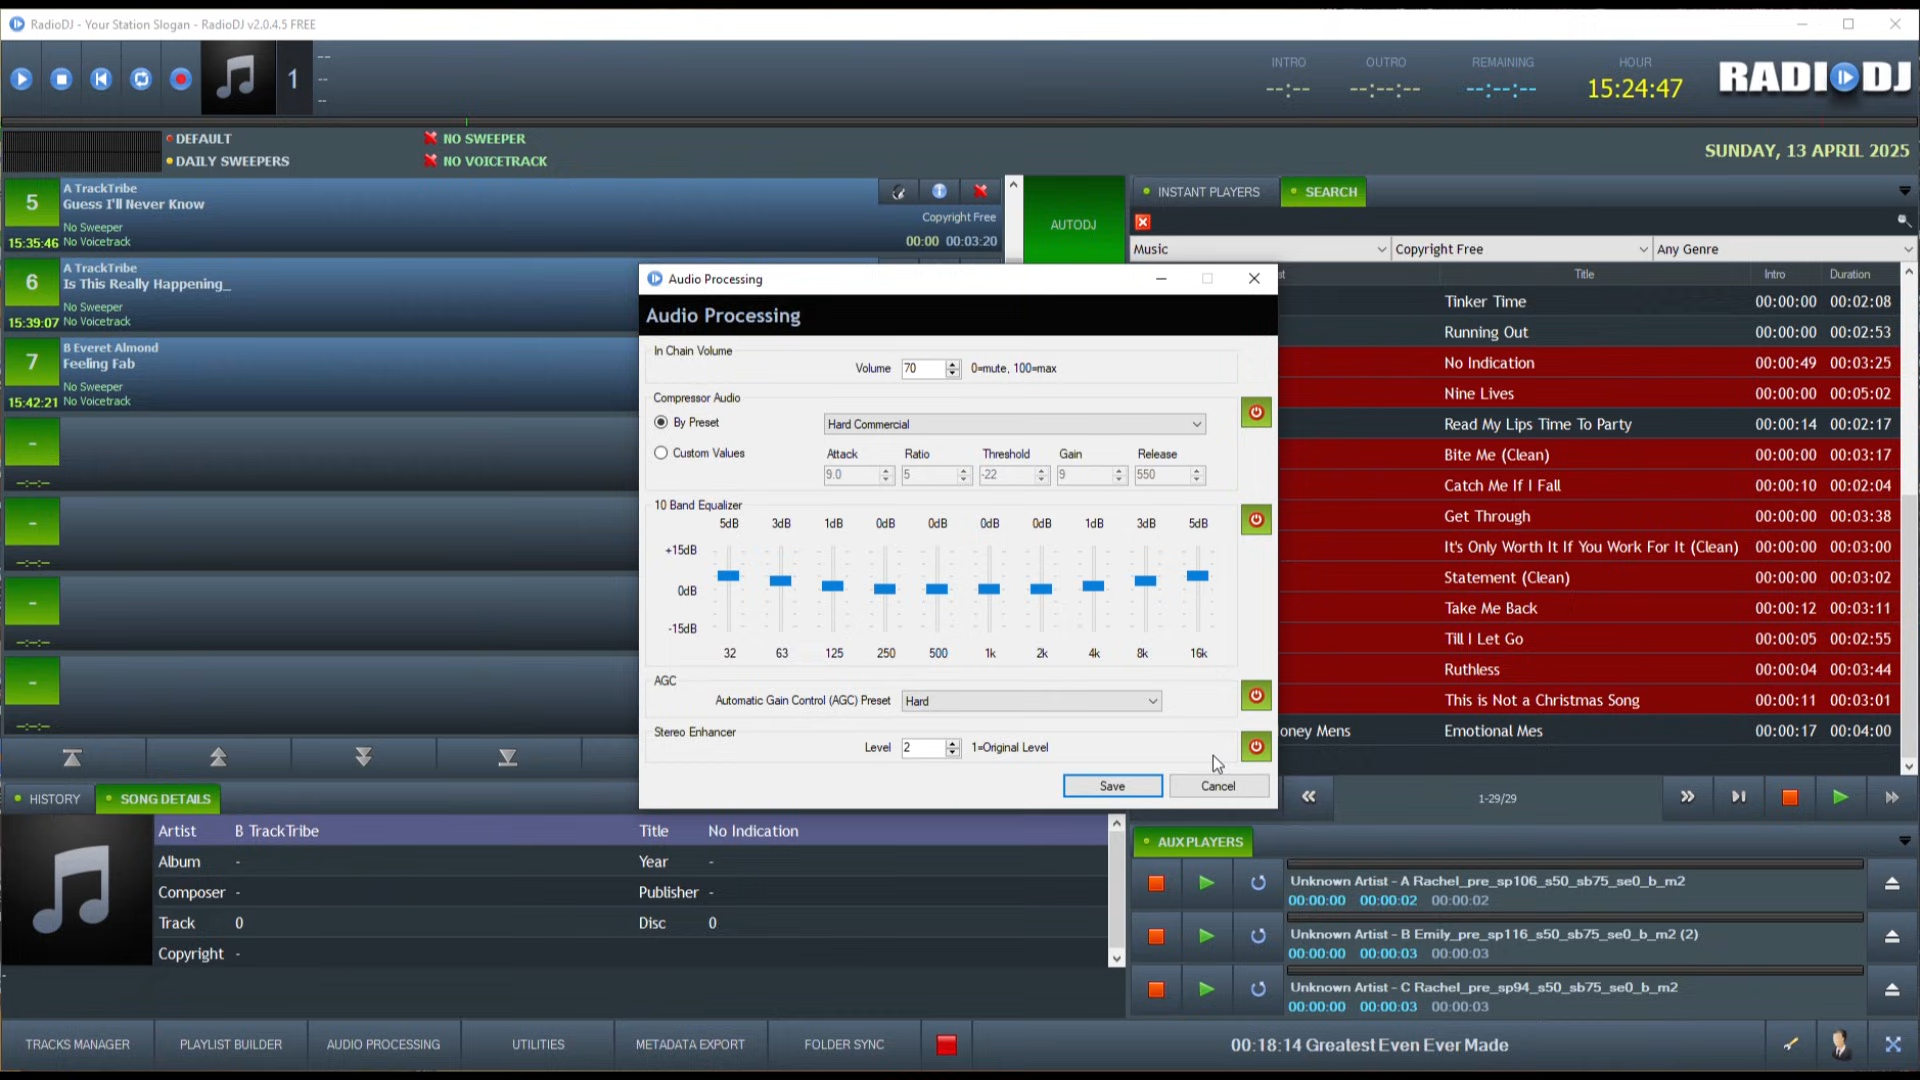 RadioDJ - Your Station Slogan - RadioDJ v2.0.4.5 FREE
1
--
--
--
INTRO
--:--
OUTRO
--:--:--
REMAINING
--:--:--
HOUR
15:24:47
RADIODJ
DEFAULT
DAILY SWEEPERS
NO SWEEPER
NO VOICETRACK
SUNDAY, 13 APRIL 2025
5
15:35:46
A TrackTribe
Guess I'll Never Know
No Sweeper
No Voicetrack
Copyright Free
00:00 00:03:20
6
15:39:07
A TrackTribe
Is This Really Happening_
No Sweeper
No Voicetrack
7
15:42:21
B Everet Almond
Feeling Fab
No Sweeper
No Voicetrack
-
--:--:--
-
--:--:--
-
--:--:--
-
--:--:--
AUTODJ
INSTANT PLAYERS
SEARCH
Music
Copyright Free
Any Genre
st Title Intro Duration
Tinker Time 00:00:00 00:02:08
Running Out 00:00:00 00:02:53
No Indication 00:00:49 00:03:25
Nine Lives 00:00:00 00:05:02
Read My Lips Time To Party 00:00:14 00:02:17
Bite Me (Clean) 00:00:00 00:03:17
Catch Me If I Fall 00:00:10 00:02:04
Get Through 00:00:00 00:03:38
It's Only Worth It If You Work For It (Clean) 00:00:00 00:03:00
Statement (Clean) 00:00:00 00:03:02
Take Me Back 00:00:12 00:03:11
Till I Let Go 00:00:05 00:02:55
Ruthless 00:00:04 00:03:44
This is Not a Christmas Song 00:00:11 00:03:01
oney Mens Emotional Mes 00:00:17 00:04:00
1-29/29
Audio Processing
Audio Processing
In Chain Volume
Volume 70 0=mute, 100=max
Compressor Audio
By Preset Hard Commercial
Custom Values
Attack Ratio Threshold Gain Release
9.0 5 -22 9 550
10 Band Equalizer
5dB 3dB 1dB 0dB 0dB 0dB 0dB 1dB 3dB 5dB
+15dB
0dB
-15dB
32 63 125 250 500 1k 2k 4k 8k 16k
AGC
Automatic Gain Control (AGC) Preset Hard
Stereo Enhancer
Level 2 1=Original Level
Save
Cancel
HISTORY
SONG DETAILS
Artist B TrackTribe Title No Indication
Album - Year -
Composer - Publisher -
Track 0 Disc 0
Copyright -
-
AUX PLAYERS
Unknown Artist - A Rachel_pre_sp106_s50_sb75_se0_b_m2
00:00:00 00:00:02 00:00:02
Unknown Artist - B Emily_pre_sp116_s50_sb75_se0_b_m2 (2)
00:00:00 00:00:03 00:00:03
Unknown Artist - C Rachel_pre_sp94_s50_sb75_se0_b_m2
00:00:00 00:00:03 00:00:03
TRACKS MANAGER
PLAYLIST BUILDER
AUDIO PROCESSING
UTILITIES
METADATA EXPORT
FOLDER SYNC
00:18:14 Greatest Even Ever Made